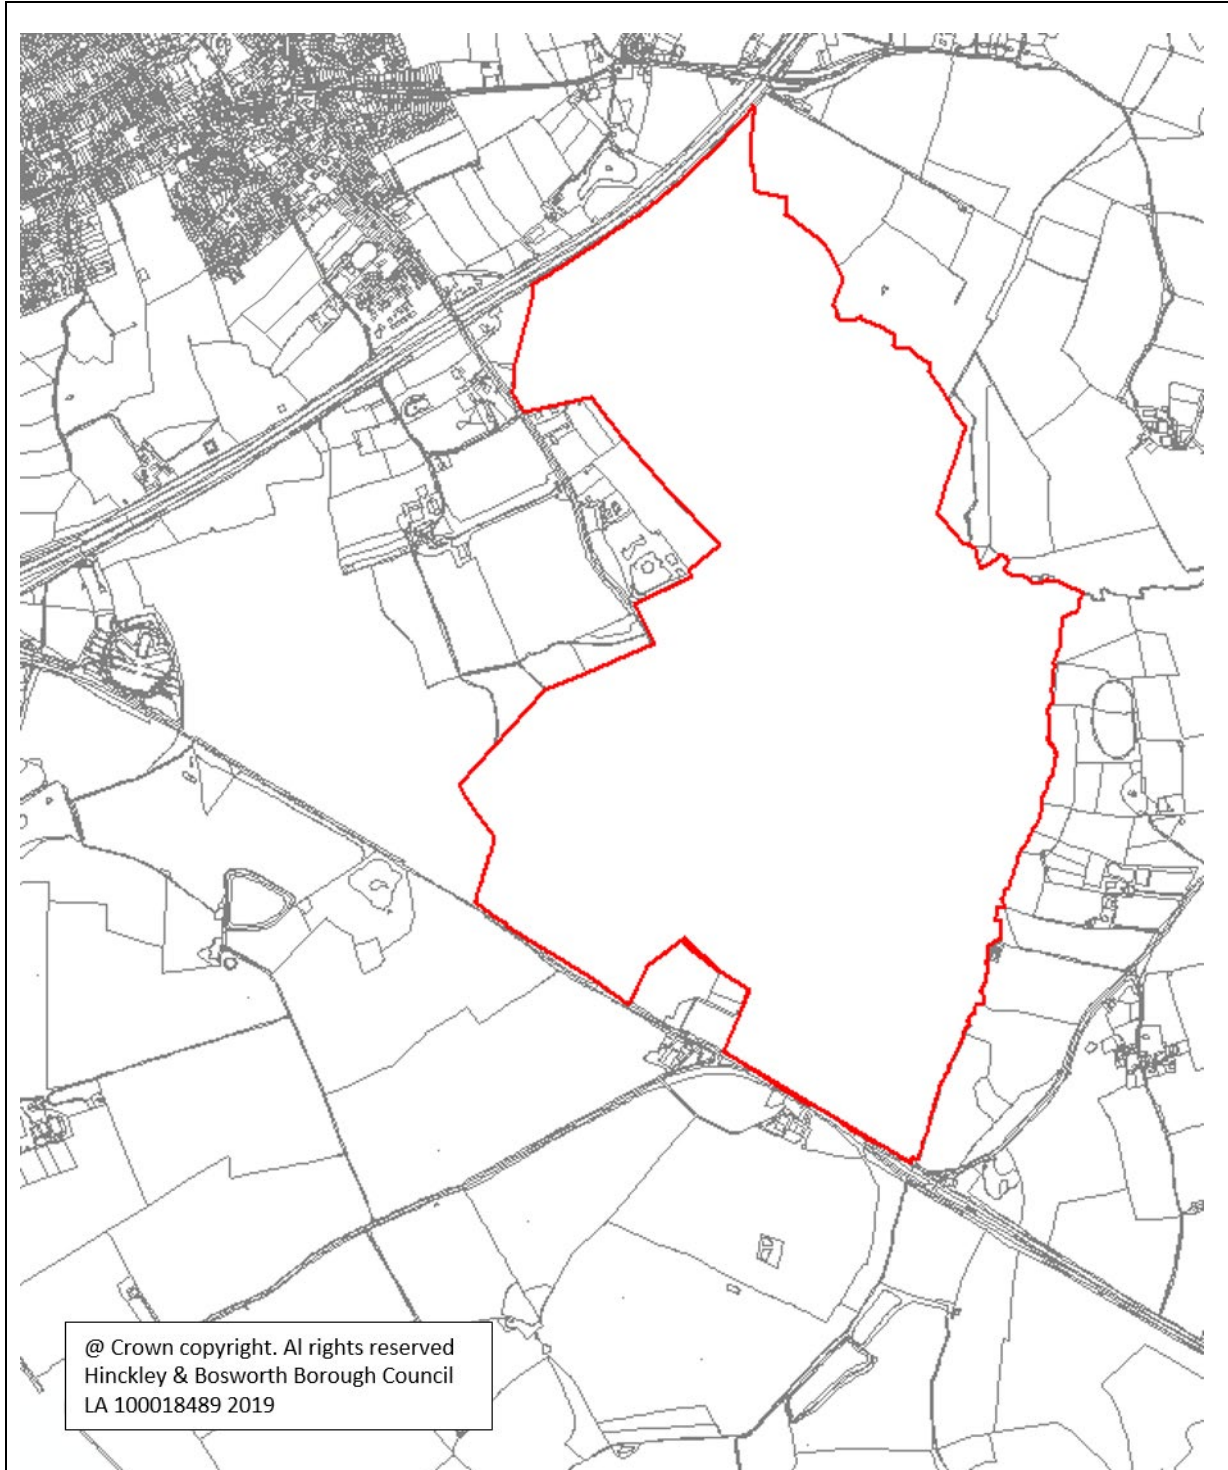 @ Crown copyright. Al rights reserved
Hinckley & Bosworth Borough Council
LA 100018489 2019